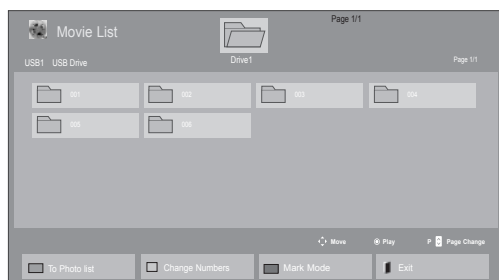 Page 1/1
Movie List
Drive1
USB1 USB Drive
Page 1/1
001 002 003 004
006
Move Play P Page Change
To Photo list Change Numbers Mark Mode Exit